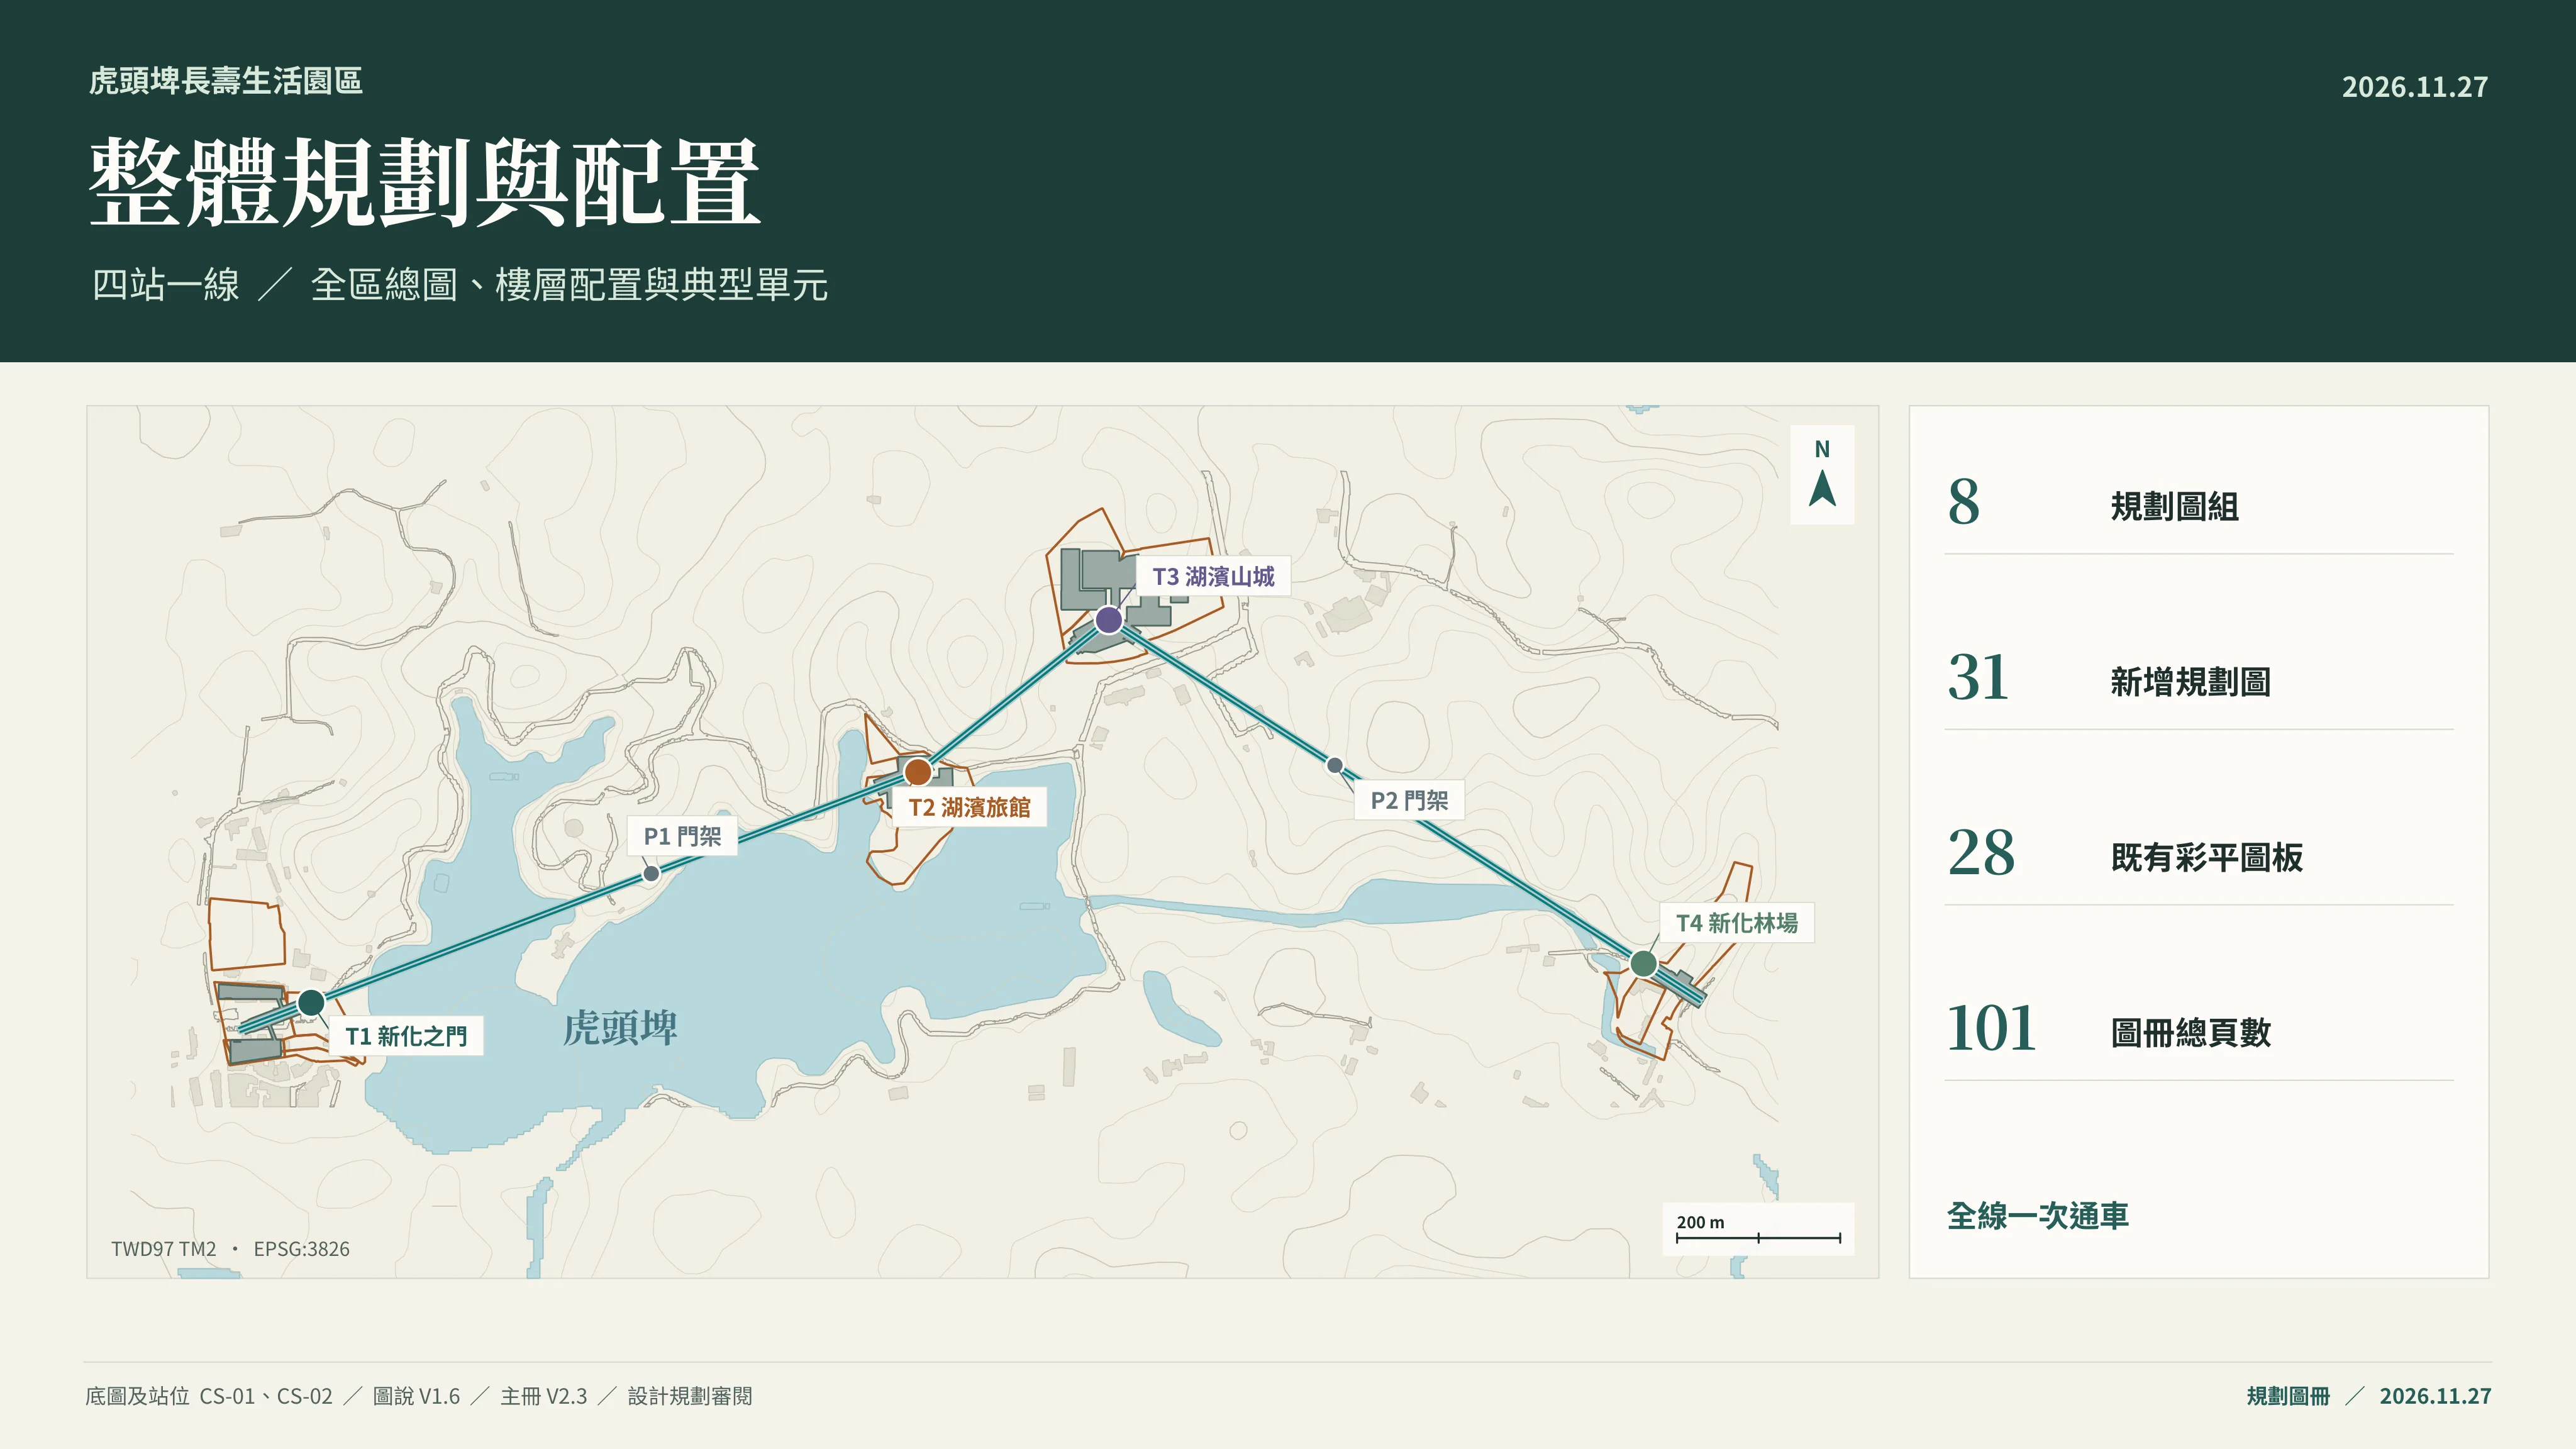 虎頭埤長壽生活園區
2026.11.27
整體規劃與配置
四站一線 ／ 全區總圖、樓層配置與典型單元
N
T3 湖濱山城
T2 湖濱旅館
P2 門架
P1 門架
T4 新化林場
T1 新化之門
虎頭埤
200 m
TWD97 TM2 • EPSG:3826
8 規劃圖組
31 新增規劃圖
28 既有彩平圖板
101 圖冊總頁數
全線一次通車
底圖及站位 CS-01、CS-02 ／ 圖說 V1.6 ／ 主冊 V2.3 ／ 設計規劃審閱
規劃圖冊 ／ 2026.11.27